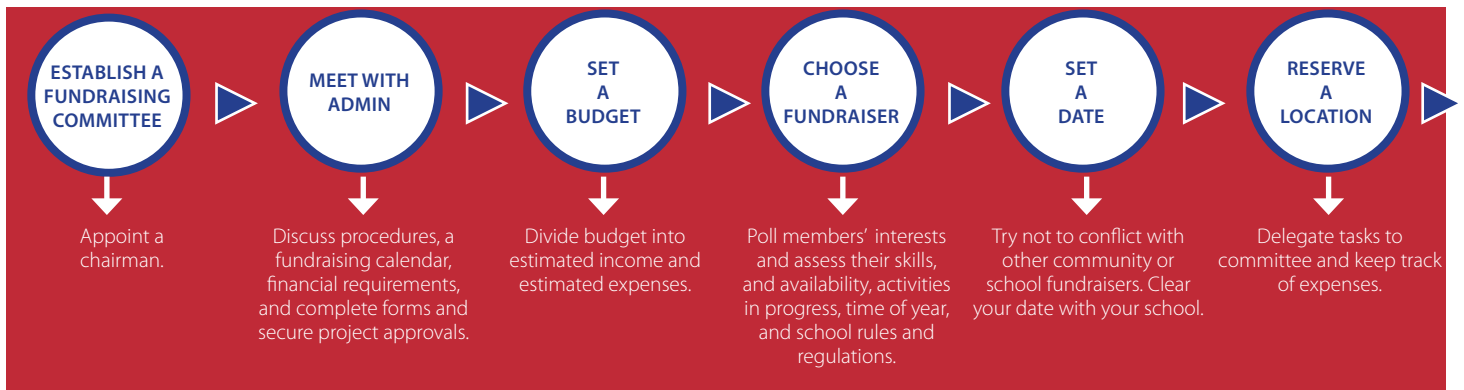 ESTABLISH A
FUNDRAISING
COMMITTEE
Appoint a
chairman.
MEET WITH
ADMIN
Discuss procedures, a
fundraising calendar,
financial requirements,
and complete forms and
secure project approvals.
SET
A
BUDGET
Divide budget into
estimated income and
estimated expenses.
CHOOSE
A
FUNDRAISER
Poll members’ interests
and assess their skills,
and availability, activities
in progress, time of year,
and school rules and
regulations.
SET
A
DATE
Try not to conflict with
other community or
school fundraisers. Clear
your date with your school.
RESERVE
A
LOCATION
Delegate tasks to
committee and keep track
of expenses.